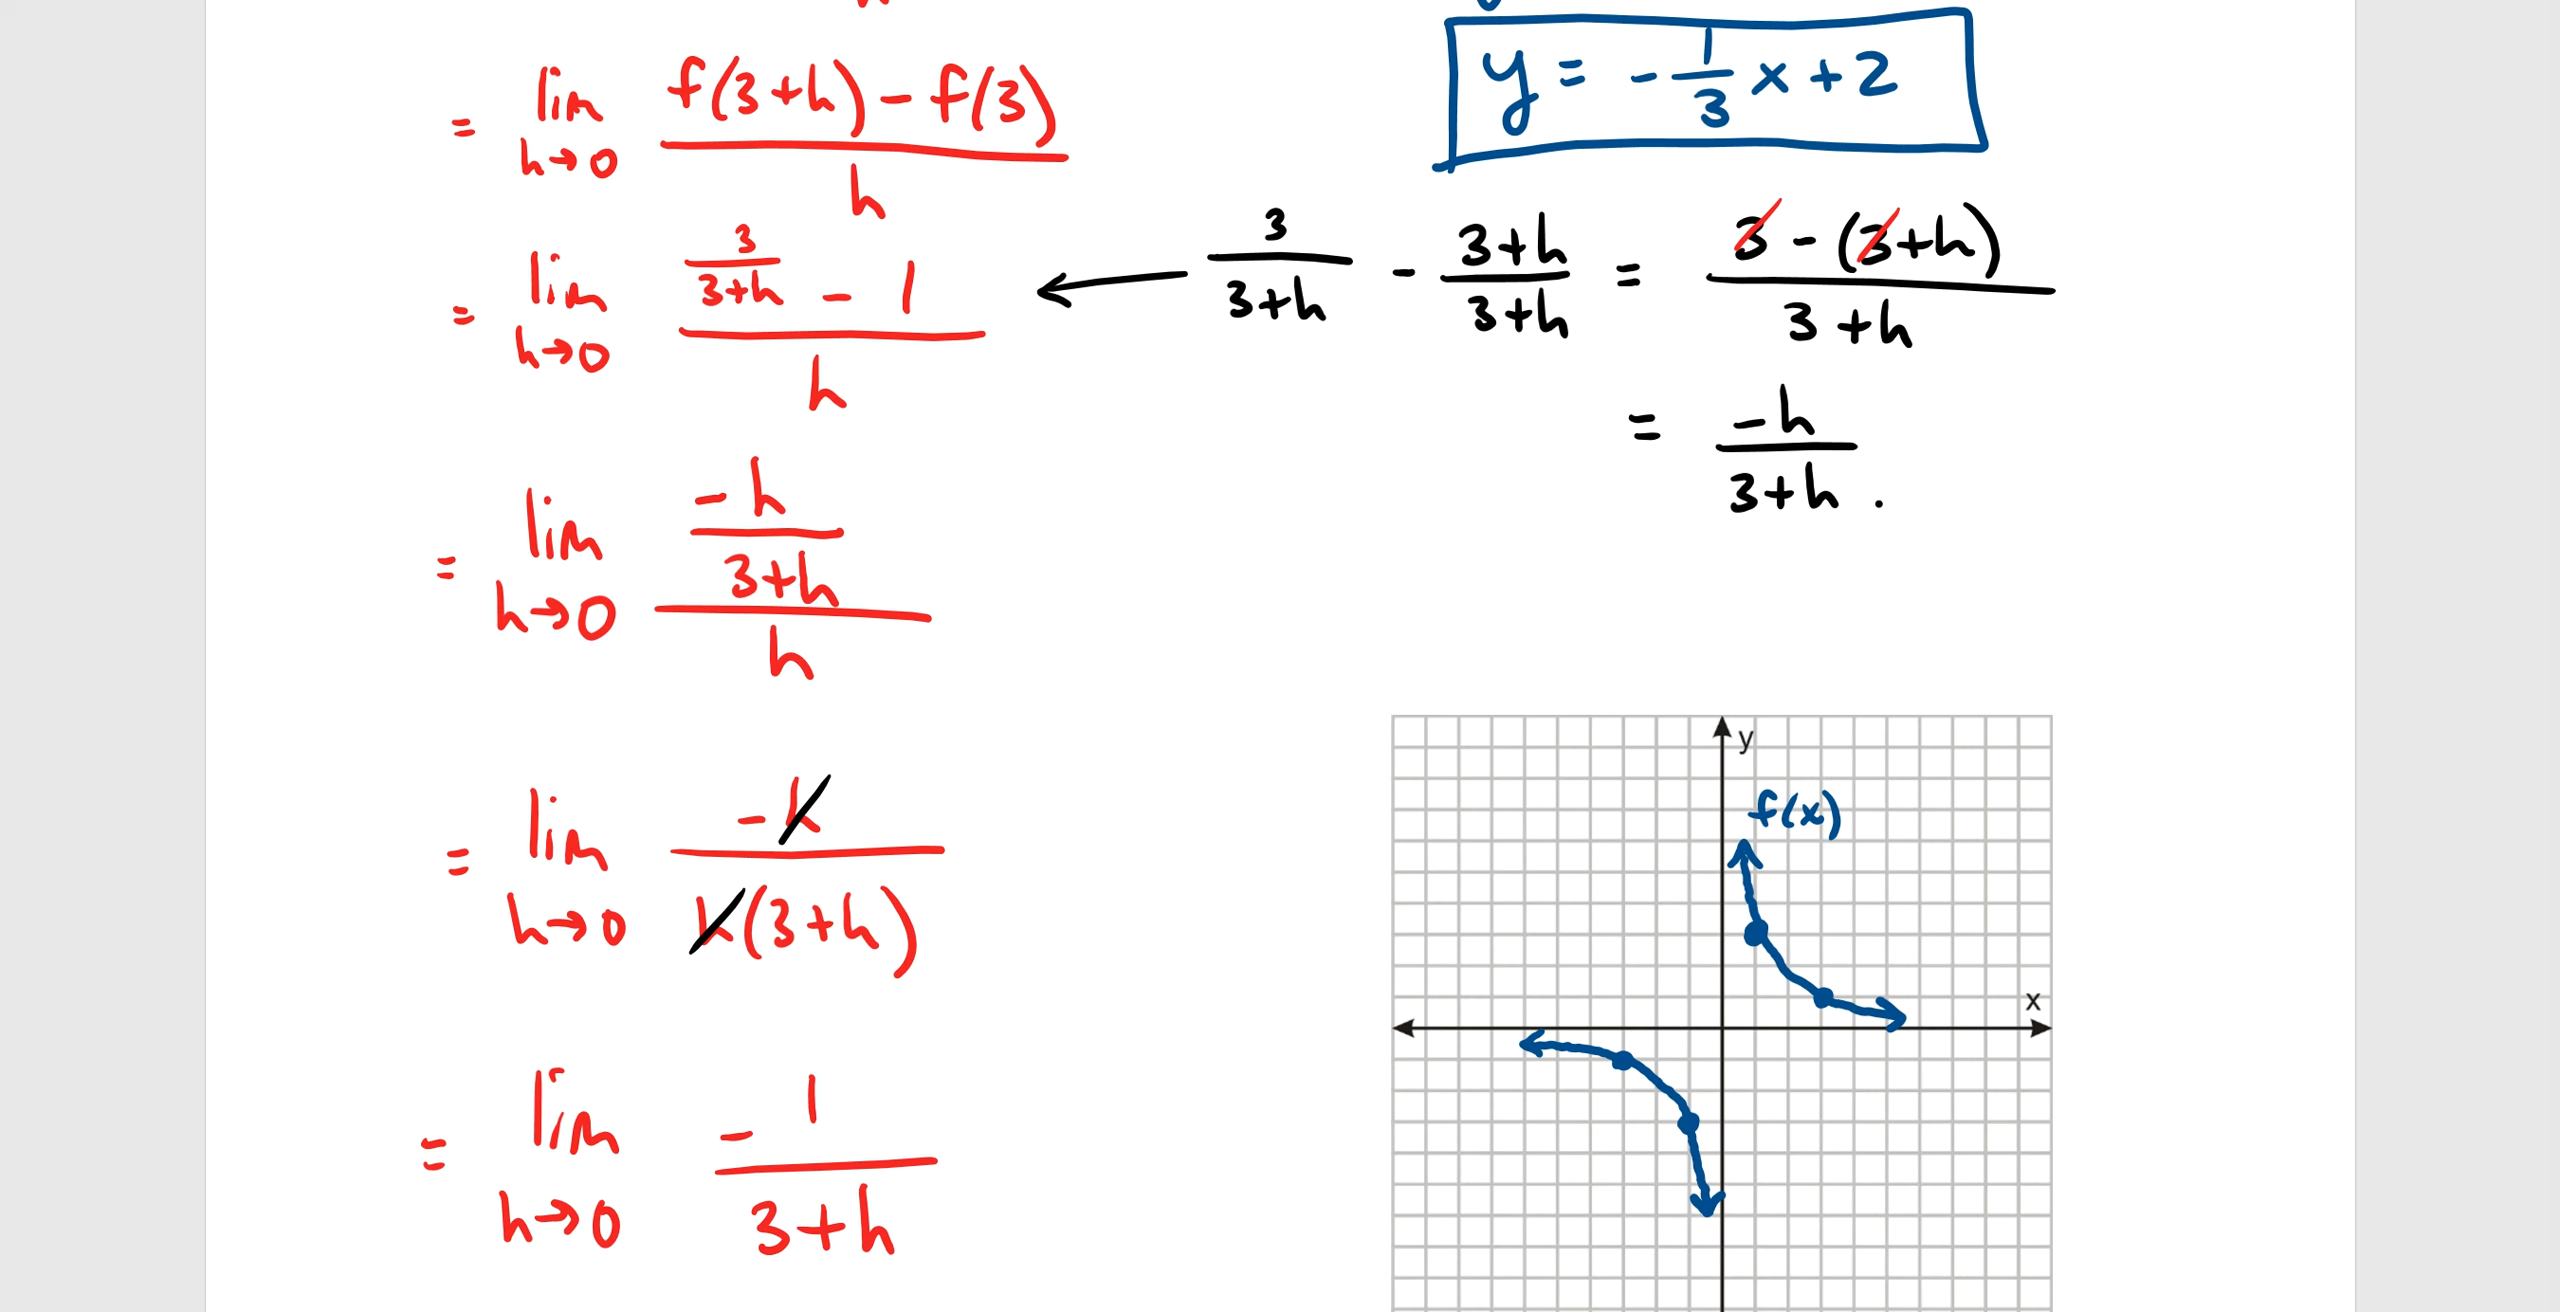 = lim h→0 (f(3+h) - f(3)) / h
y = -1/3 x + 2
= lim h→0 (3/(3+h) - 1) / h
3/(3+h) - (3+h)/(3+h) = (3 - (3+h)) / (3+h)
= -h/(3+h) .
= lim h→0 (-h/(3+h)) / h
= lim h→0 -h / (h(3+h))
= lim h→0 -1 / (3+h)
y
f(x)
x